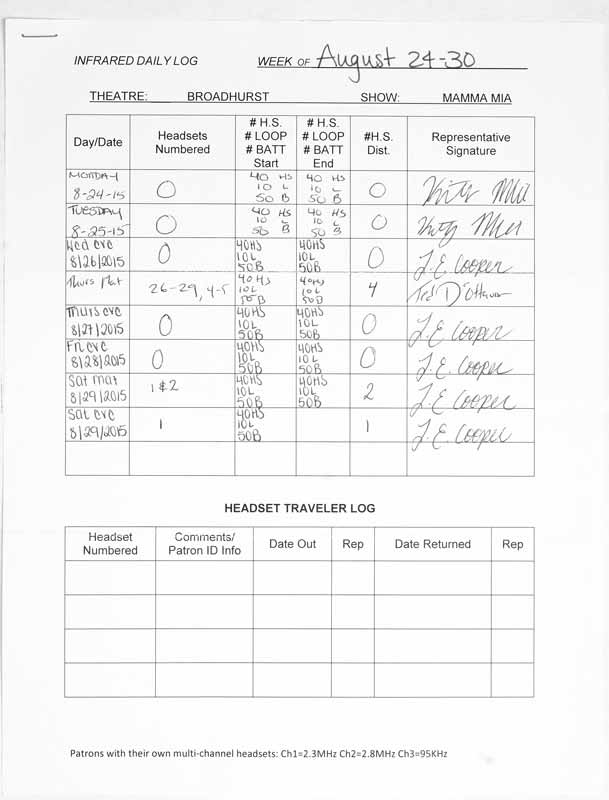 INFRARED DAILY LOG WEEK OF August 24-30
THEATRE: BROADHURST SHOW: MAMMA MIA
Day/Date Headsets Numbered # H.S. # LOOP # BATT Start # H.S. # LOOP # BATT End #H.S. Dist. Representative Signature
MONDAY 8-24-15 0 40 HS 10 L 50 B 40 HS 10 L 50 B 0
TUESDAY 8-25-15 0 40 HS 10 L 50 B 40 HS 10 L 50 B 0
Wed eve 8/26/2015 0 40HS 10L 50B 40HS 10L 50B 0 J.E. Cooper
Thurs Mat 26-29, 4-5 40HS 10L 50B 40HS 10L 50B 4 Ted D'Ottavio
Thurs eve 8/27/2015 0 40HS 10L 50B 40HS 10L 50B 0 J.E. Cooper
Fri eve 8/28/2015 0 40HS 10L 50B 40HS 10L 50B 0 J.E. Cooper
Sat mat 8/29/2015 1 & 2 40HS 10L 50B 40HS 10L 50B 2 J.E. Cooper
Sat eve 8/29/2015 1 40HS 10L 50B 1 J.E. Cooper
HEADSET TRAVELER LOG
Headset Numbered Comments/ Patron ID Info Date Out Rep Date Returned Rep
Patrons with their own multi-channel headsets: Ch1=2.3MHz Ch2=2.8MHz Ch3=95KHz